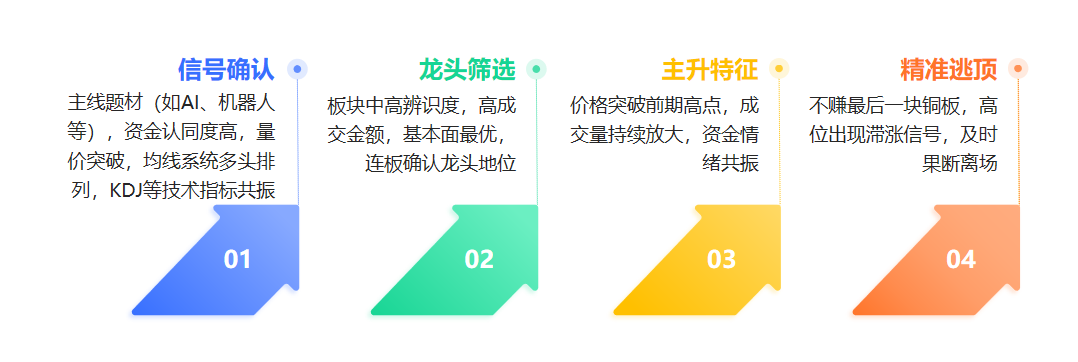 信号确认
主线题材（如AI、机器人
等），资金认同度高，量
价突破，均线系统多头排
列，KDJ等技术指标共振
01
龙头筛选
板块中高辨识度，高成
交金额，基本面最优，
连板确认龙头地位
02
主升特征
价格突破前期高点，成
交量持续放大，资金情
绪共振
03
精准逃顶
不赚最后一块铜板，高
位出现滞涨信号，及时
果断离场
04